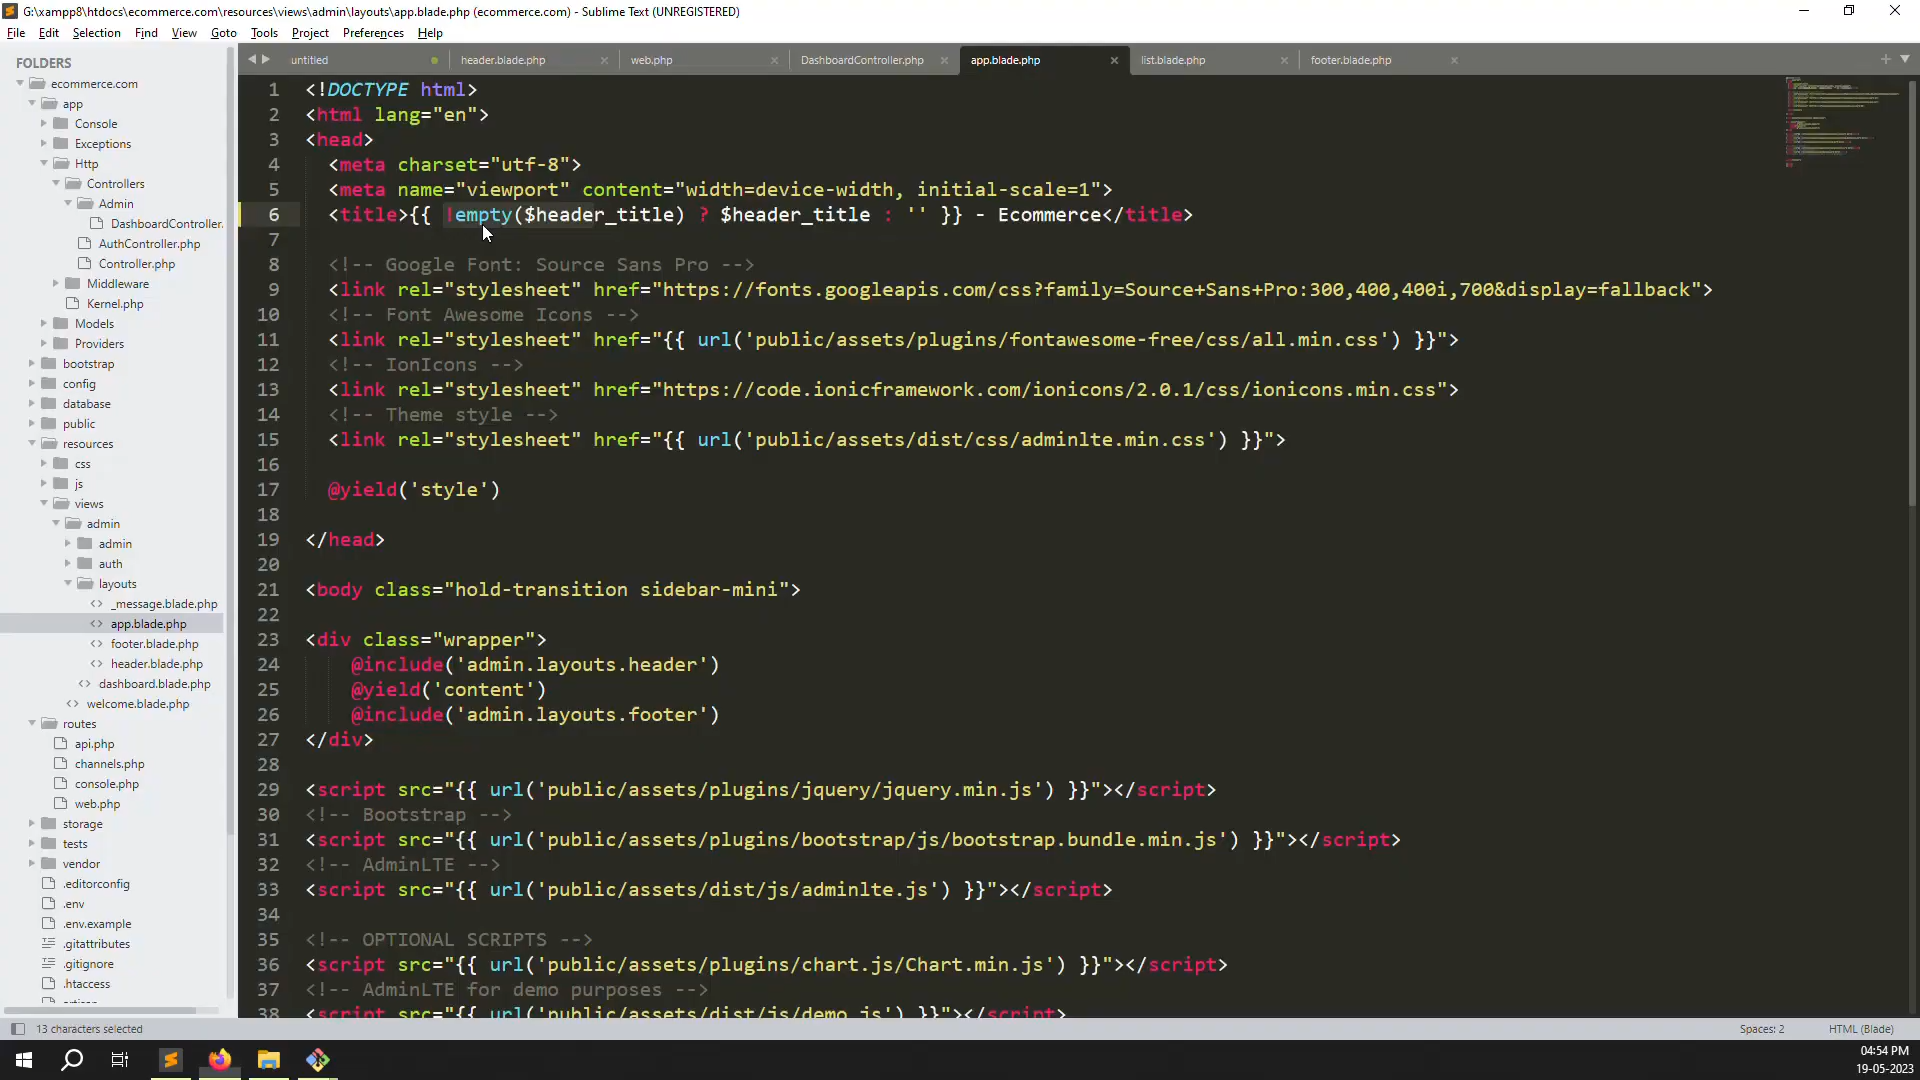 G:\xampp8\htdocs\ecommerce.com\resources\views\admin\layouts\app.blade.php (ecommerce.com) - Sublime Text (UNREGISTERED)
File Edit Selection Find View Goto Tools Project Preferences Help
FOLDERS
ecommerce.com
app
Console
Exceptions
Http
Controllers
Admin
DashboardController.
AuthController.php
Controller.php
Middleware
Kernel.php
Models
Providers
bootstrap
config
database
public
resources
css
js
views
admin
admin
auth
layouts
_message.blade.php
app.blade.php
footer.blade.php
header.blade.php
dashboard.blade.php
welcome.blade.php
routes
api.php
channels.php
console.php
web.php
storage
tests
vendor
.editorconfig
.env
.env.example
.gitattributes
.gitignore
.htaccess
untitled header.blade.php web.php DashboardController.php app.blade.php list.blade.php footer.blade.php
1 <!DOCTYPE html>
2 <html lang="en">
3 <head>
4 <meta charset="utf-8">
5 <meta name="viewport" content="width=device-width, initial-scale=1">
6 <title>{{ !empty($header_title) ? $header_title : '' }} - Ecommerce</title>
7
8 <!-- Google Font: Source Sans Pro -->
9 <link rel="stylesheet" href="https://fonts.googleapis.com/css?family=Source+Sans+Pro:300,400,400i,700&display=fallback">
10 <!-- Font Awesome Icons -->
11 <link rel="stylesheet" href="{{ url('public/assets/plugins/fontawesome-free/css/all.min.css') }}">
12 <!-- IonIcons -->
13 <link rel="stylesheet" href="https://code.ionicframework.com/ionicons/2.0.1/css/ionicons.min.css">
14 <!-- Theme style -->
15 <link rel="stylesheet" href="{{ url('public/assets/dist/css/adminlte.min.css') }}">
16
17 @yield('style')
18
19 </head>
20
21 <body class="hold-transition sidebar-mini">
22
23 <div class="wrapper">
24 @include('admin.layouts.header')
25 @yield('content')
26 @include('admin.layouts.footer')
27 </div>
28
29 <script src="{{ url('public/assets/plugins/jquery/jquery.min.js') }}"></script>
30 <!-- Bootstrap -->
31 <script src="{{ url('public/assets/plugins/bootstrap/js/bootstrap.bundle.min.js') }}"></script>
32 <!-- AdminLTE -->
33 <script src="{{ url('public/assets/dist/js/adminlte.js') }}"></script>
34
35 <!-- OPTIONAL SCRIPTS -->
36 <script src="{{ url('public/assets/plugins/chart.js/Chart.min.js') }}"></script>
37 <!-- AdminLTE for demo purposes -->
38 <script src="{{ url('public/assets/dist/js/demo.js') }}"></script>
13 characters selected
Spaces: 2 HTML (Blade)
04:54 PM
19-05-2023